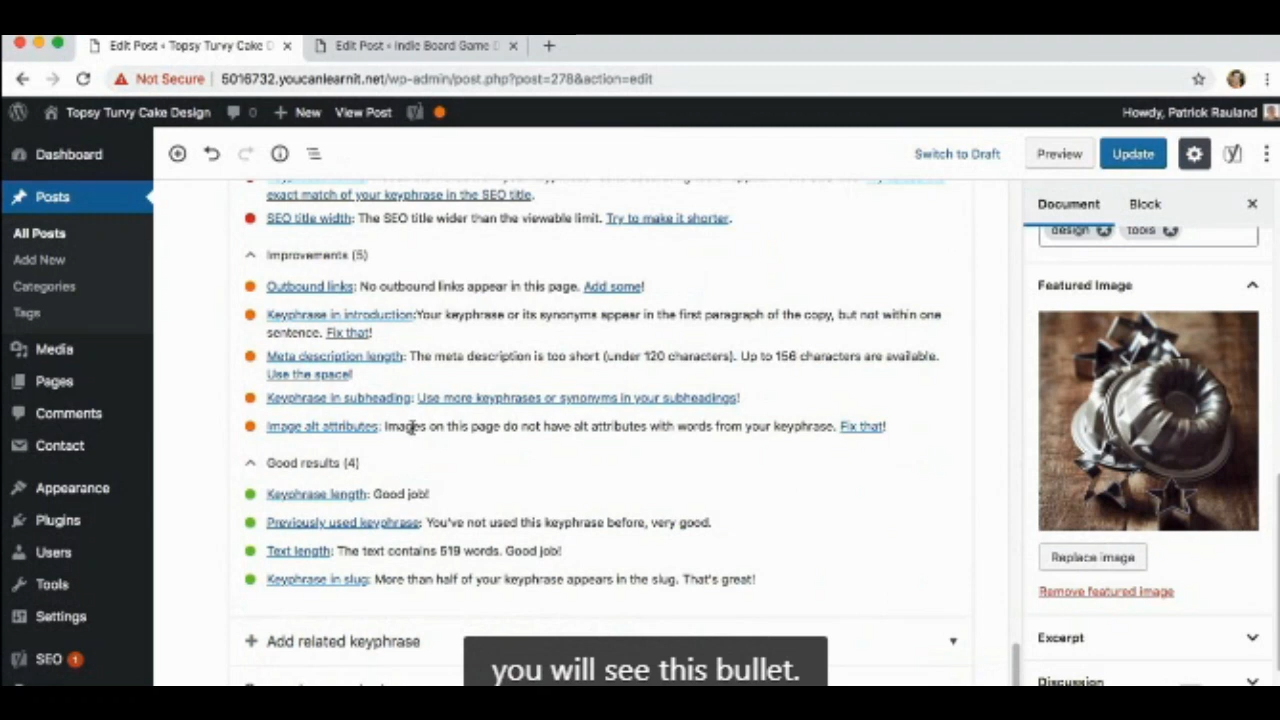 Edit Post ‹ Topsy Turvy Cake D
Edit Post ‹ Indie Board Game D
Not Secure | 5016732.youcanlearnit.net/wp-admin/post.php?post=278&action=edit
Topsy Turvy Cake Design 0 New View Post Howdy, Patrick Rauland
Dashboard
Posts
All Posts
Add New
Categories
Tags
Media
Pages
Comments
Contact
Appearance
Plugins
Users
Tools
Settings
SEO 1
Switch to Draft Preview Update
exact match of your keyphrase in the SEO title.
SEO title width: The SEO title wider than the viewable limit. Try to make it shorter.
Improvements (5)
Outbound links: No outbound links appear in this page. Add some!
Keyphrase in introduction:Your keyphrase or its synonyms appear in the first paragraph of the copy, but not within one
sentence. Fix that!
Meta description length: The meta description is too short (under 120 characters). Up to 156 characters are available.
Use the space!
Keyphrase in subheading: Use more keyphrases or synonyms in your subheadings!
Image alt attributes: Images on this page do not have alt attributes with words from your keyphrase. Fix that!
Good results (4)
Keyphrase length: Good job!
Previously used keyphrase: You've not used this keyphrase before, very good.
Text length: The text contains 519 words. Good job!
Keyphrase in slug: More than half of your keyphrase appears in the slug. That's great!
Add related keyphrase
you will see this bullet.
Document Block
design tools
Featured Image
Replace image
Remove featured image
Excerpt
Discussion